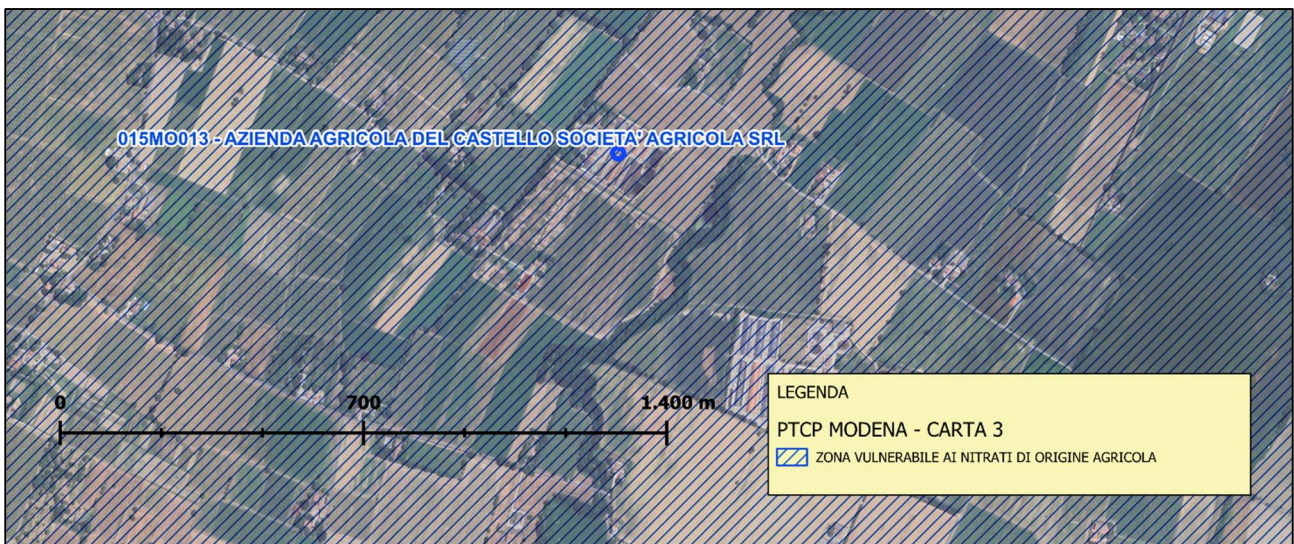 015MO013 - AZIENDA AGRICOLA DEL CASTELLO SOCIETA' AGRICOLA SRL
0 700 1.400 m
LEGENDA
PTCP MODENA - CARTA 3
ZONA VULNERABILE AI NITRATI DI ORIGINE AGRICOLA